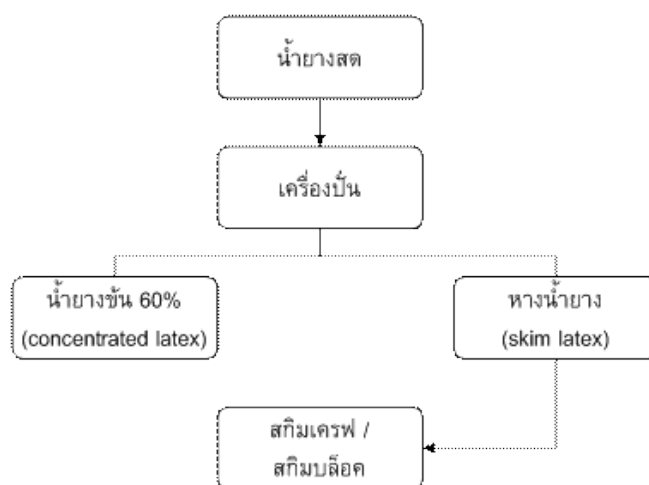 น้ำยางสด
เครื่องปั่น
น้ำยางข้น 60%
(concentrated latex)
หางน้ำยาง
(skim latex)
สกิมเครฟ /
สกิมบล็อค